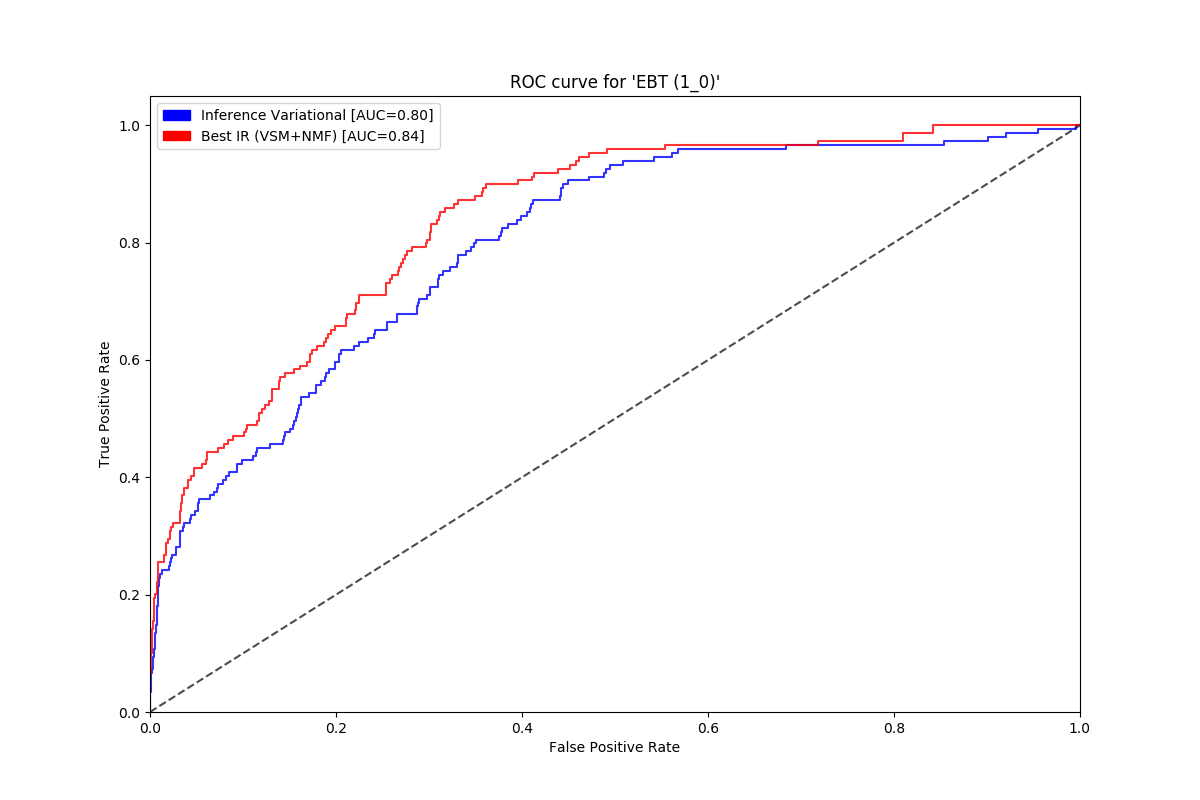 ROC curve for 'EBT (1_0)'
Inference Variational [AUC=0.80]
Best IR (VSM+NMF) [AUC=0.84]
True Positive Rate
1.0
0.8
0.6
0.4
0.2
0.0
0.0 0.2 0.4 0.6 0.8 1.0
False Positive Rate